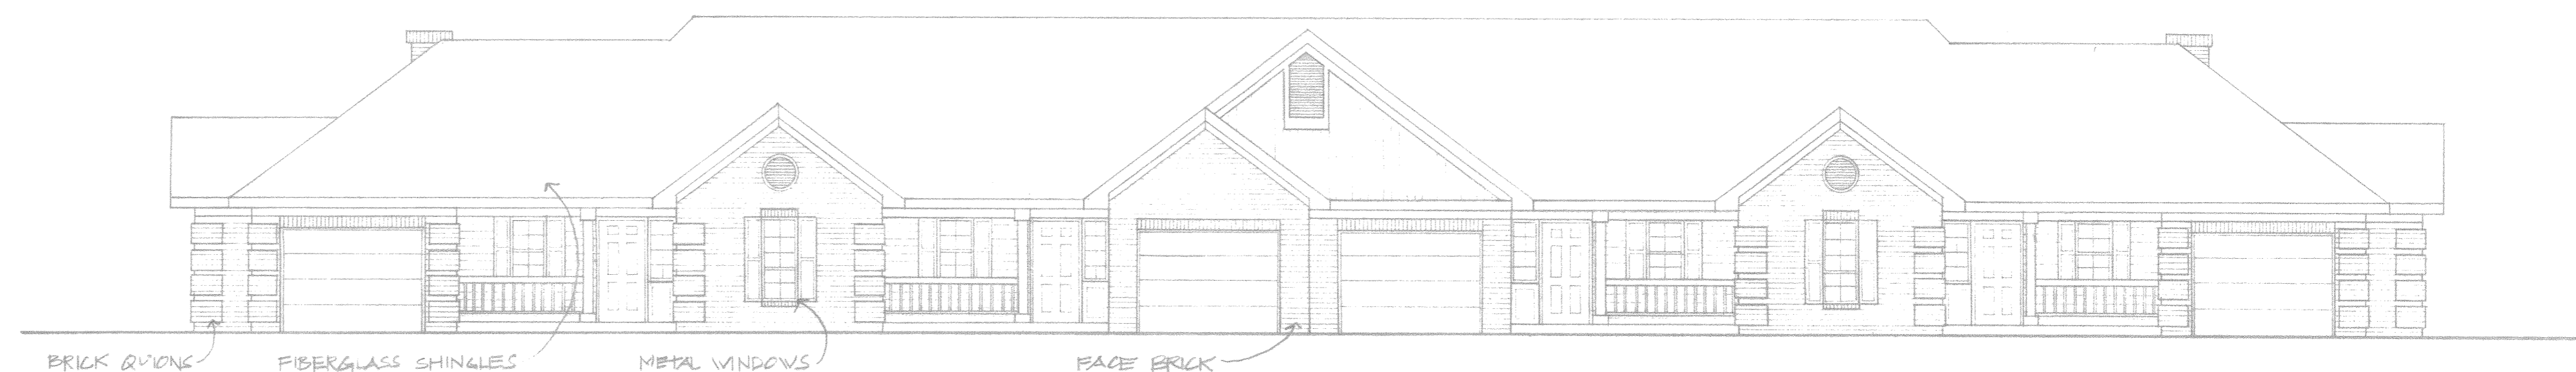 BRICK QUIONS
FIBERGLASS SHINGLES
METAL WINDOWS
FACE BRICK